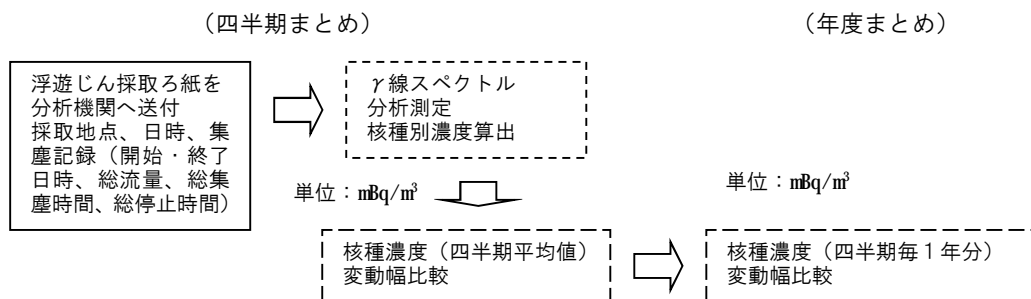 （四半期まとめ）
（年度まとめ）
浮遊じん採取ろ紙を
分析機関へ送付
採取地点、日時、集
塵記録（開始・終了
日時、総流量、総集
塵時間、総停止時間）
γ線スペクトル
分析測定
核種別濃度算出
単位：mBq/m³
単位：mBq/m³
核種濃度（四半期平均値）
変動幅比較
核種濃度（四半期毎１年分）
変動幅比較